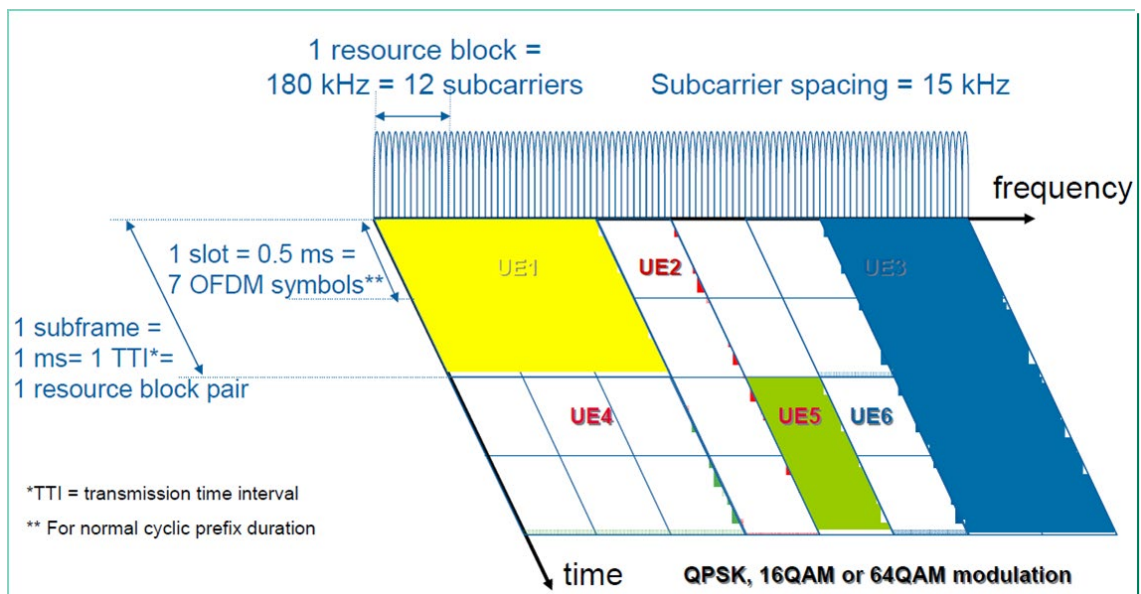 1 resource block =
180 kHz = 12 subcarriers
Subcarrier spacing = 15 kHz
frequency
1 slot = 0.5 ms =
7 OFDM symbols**
UE1
UE2
UE3
1 subframe =
1 ms= 1 TTI*=
1 resource block pair
UE4
UE5
UE6
*TTI = transmission time interval
** For normal cyclic prefix duration
time
QPSK, 16QAM or 64QAM modulation